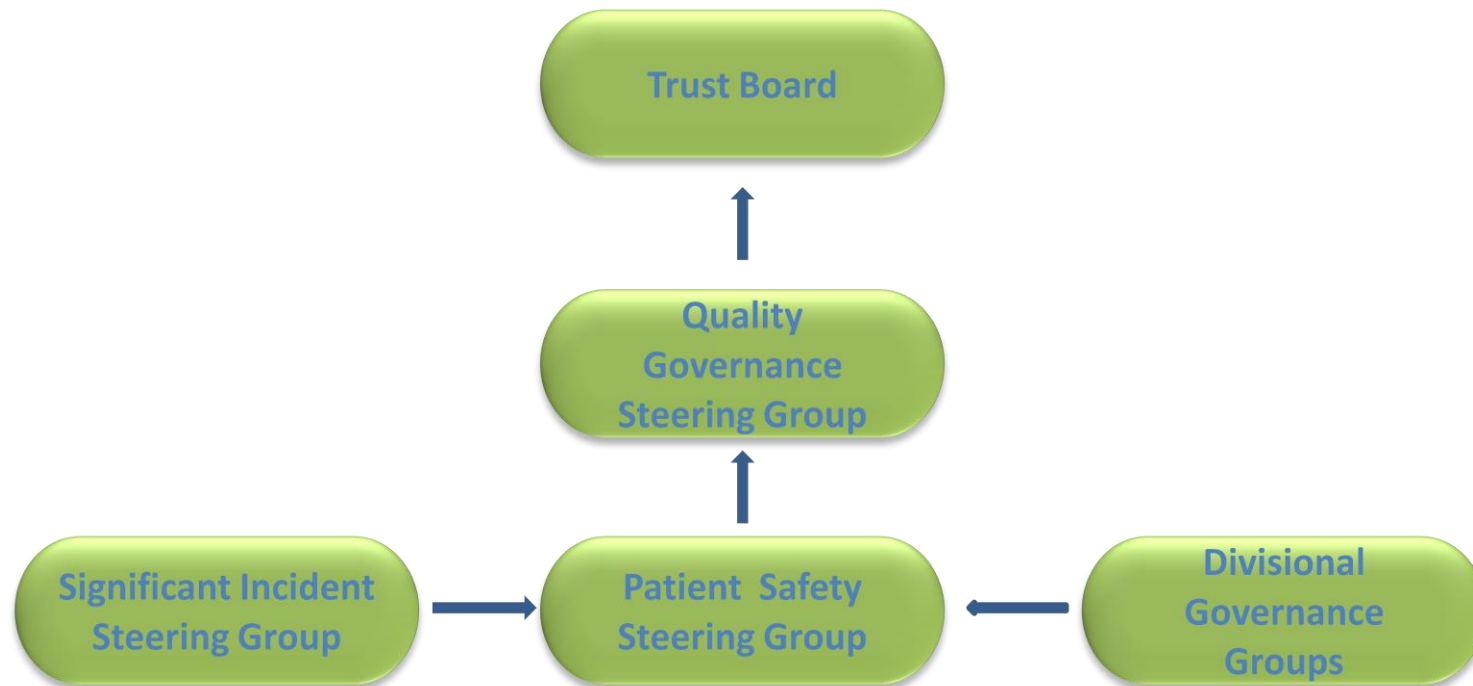 Trust Board
Quality
Governance
Steering Group
Significant Incident
Steering Group
Patient  Safety
Steering Group
Divisional
Governance
Groups